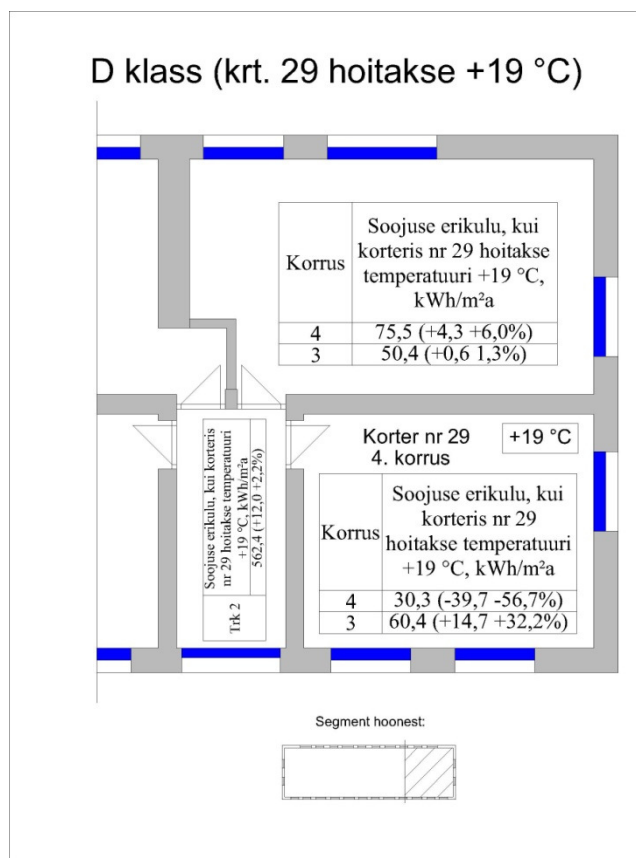 D klass (krt. 29 hoitakse +19 °C)
Korrus
Soojuse erikulu, kui
korteris nr 29 hoitakse
temperatuuri +19 °C,
kWh/m²a
4 75,5 (+4,3 +6,0%)
3 50,4 (+0,6 1,3%)
Trk 2
Soojuse erikulu, kui korteris
nr 29 hoitakse temperatuuri
+19 °C, kWh/m²a
562,4 (+12,0 +2,2%)
Korter nr 29
4. korrus
+19 °C
Korrus
Soojuse erikulu, kui
korteris nr 29
hoitakse temperatuuri
+19 °C, kWh/m²a
4 30,3 (-39,7 -56,7%)
3 60,4 (+14,7 +32,2%)
Segment hoonest: